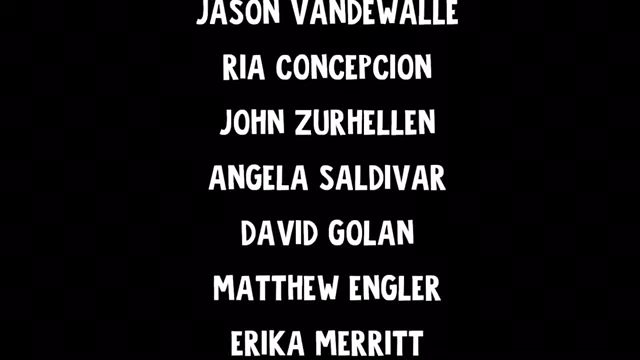 JASON VANDEWALLE
RIA CONCEPCION
JOHN ZURHELLEN
ANGELA SALDIVAR
DAVID GOLAN
MATTHEW ENGLER
ERIKA MERRITT